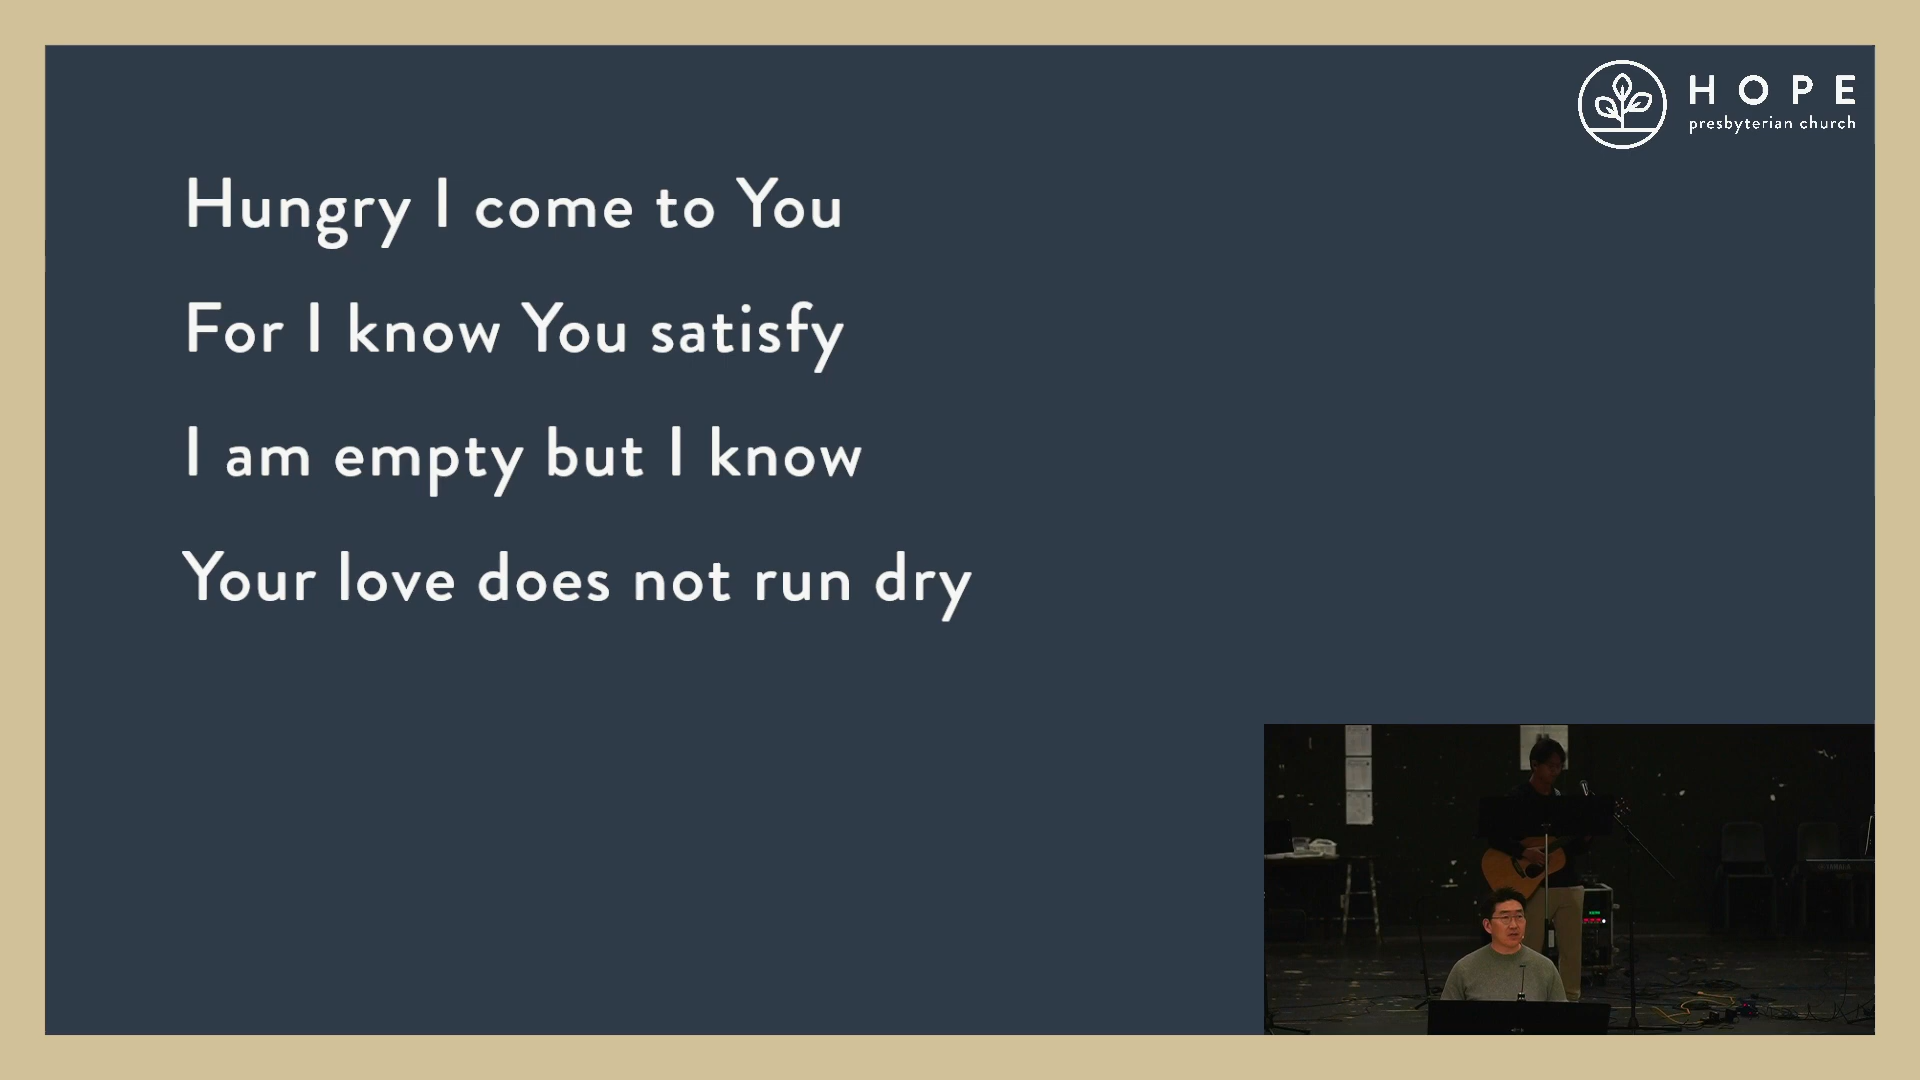 HOPE
presbyterian church
Hungry I come to You
For I know You satisfy
I am empty but I know
Your love does not run dry
YAMAHA